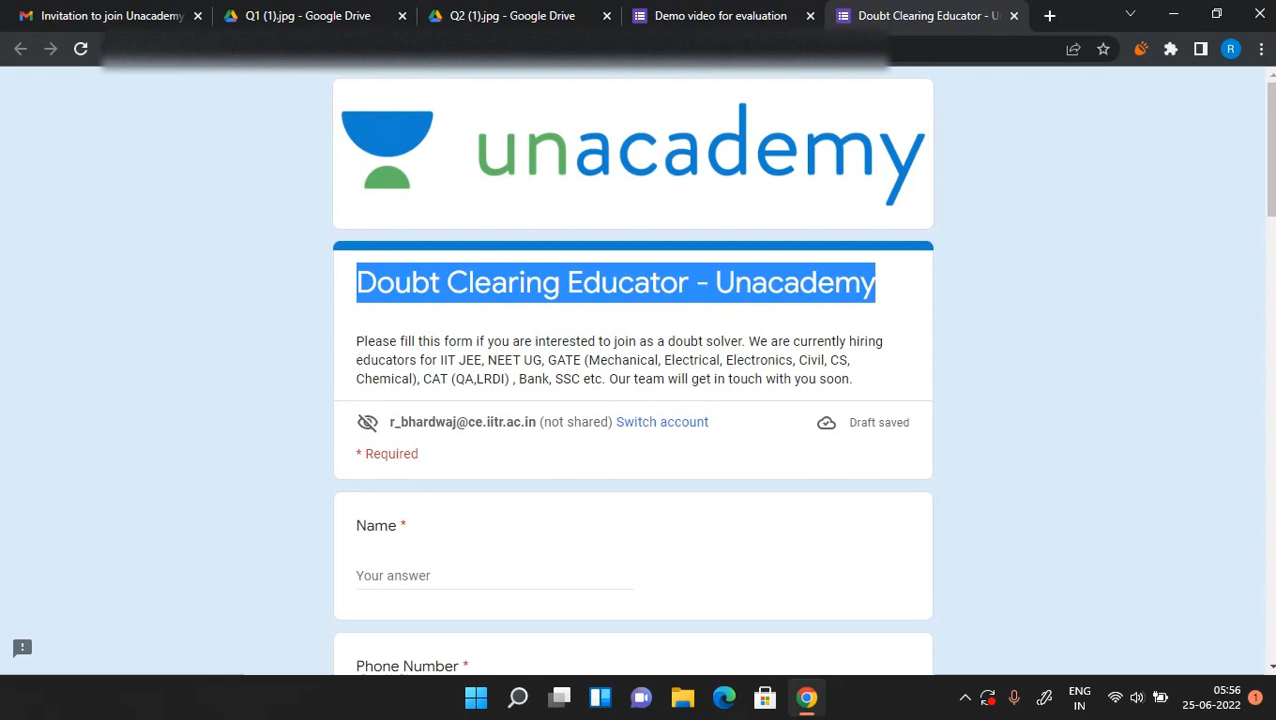 Invitation to join Unacademy
Q1 (1).jpg - Google Drive
Q2 (1).jpg - Google Drive
Demo video for evaluation
Doubt Clearing Educator - U
R
unacademy
Doubt Clearing Educator - Unacademy
Please fill this form if you are interested to join as a doubt solver. We are currently hiring
educators for IIT JEE, NEET UG, GATE (Mechanical, Electrical, Electronics, Civil, CS,
Chemical), CAT (QA,LRDI) , Bank, SSC etc. Our team will get in touch with you soon.
r_bhardwaj@ce.iitr.ac.in (not shared) Switch account
Draft saved
* Required
Name *
Your answer
Phone Number *
ENG
IN
05:56
25-06-2022
1